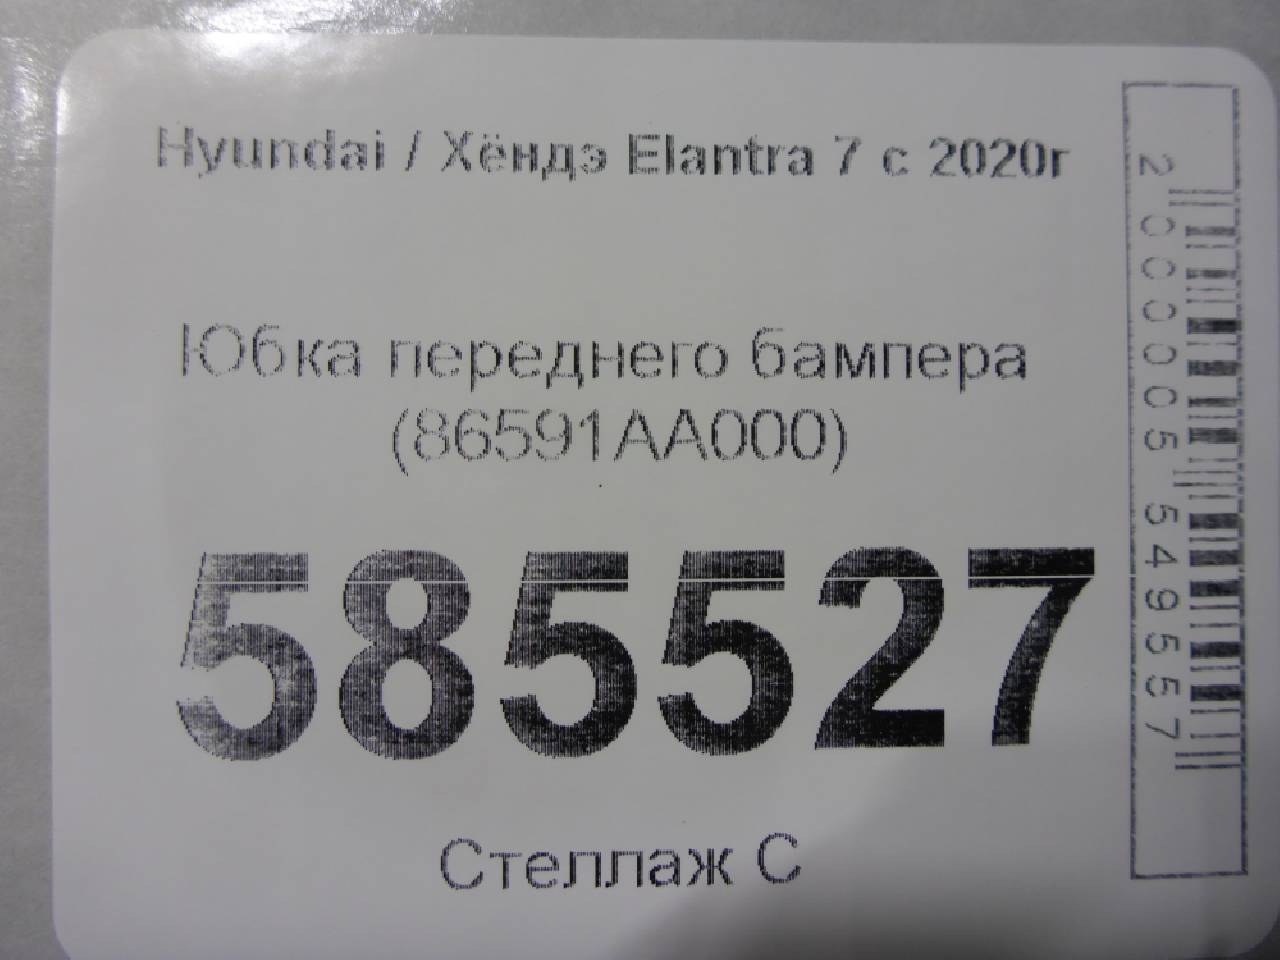 Hyundai / Хёндэ Elantra 7 с 2020г
Юбка переднего бампера
(86591AA000)
585527
Стеллаж С
2000005549557